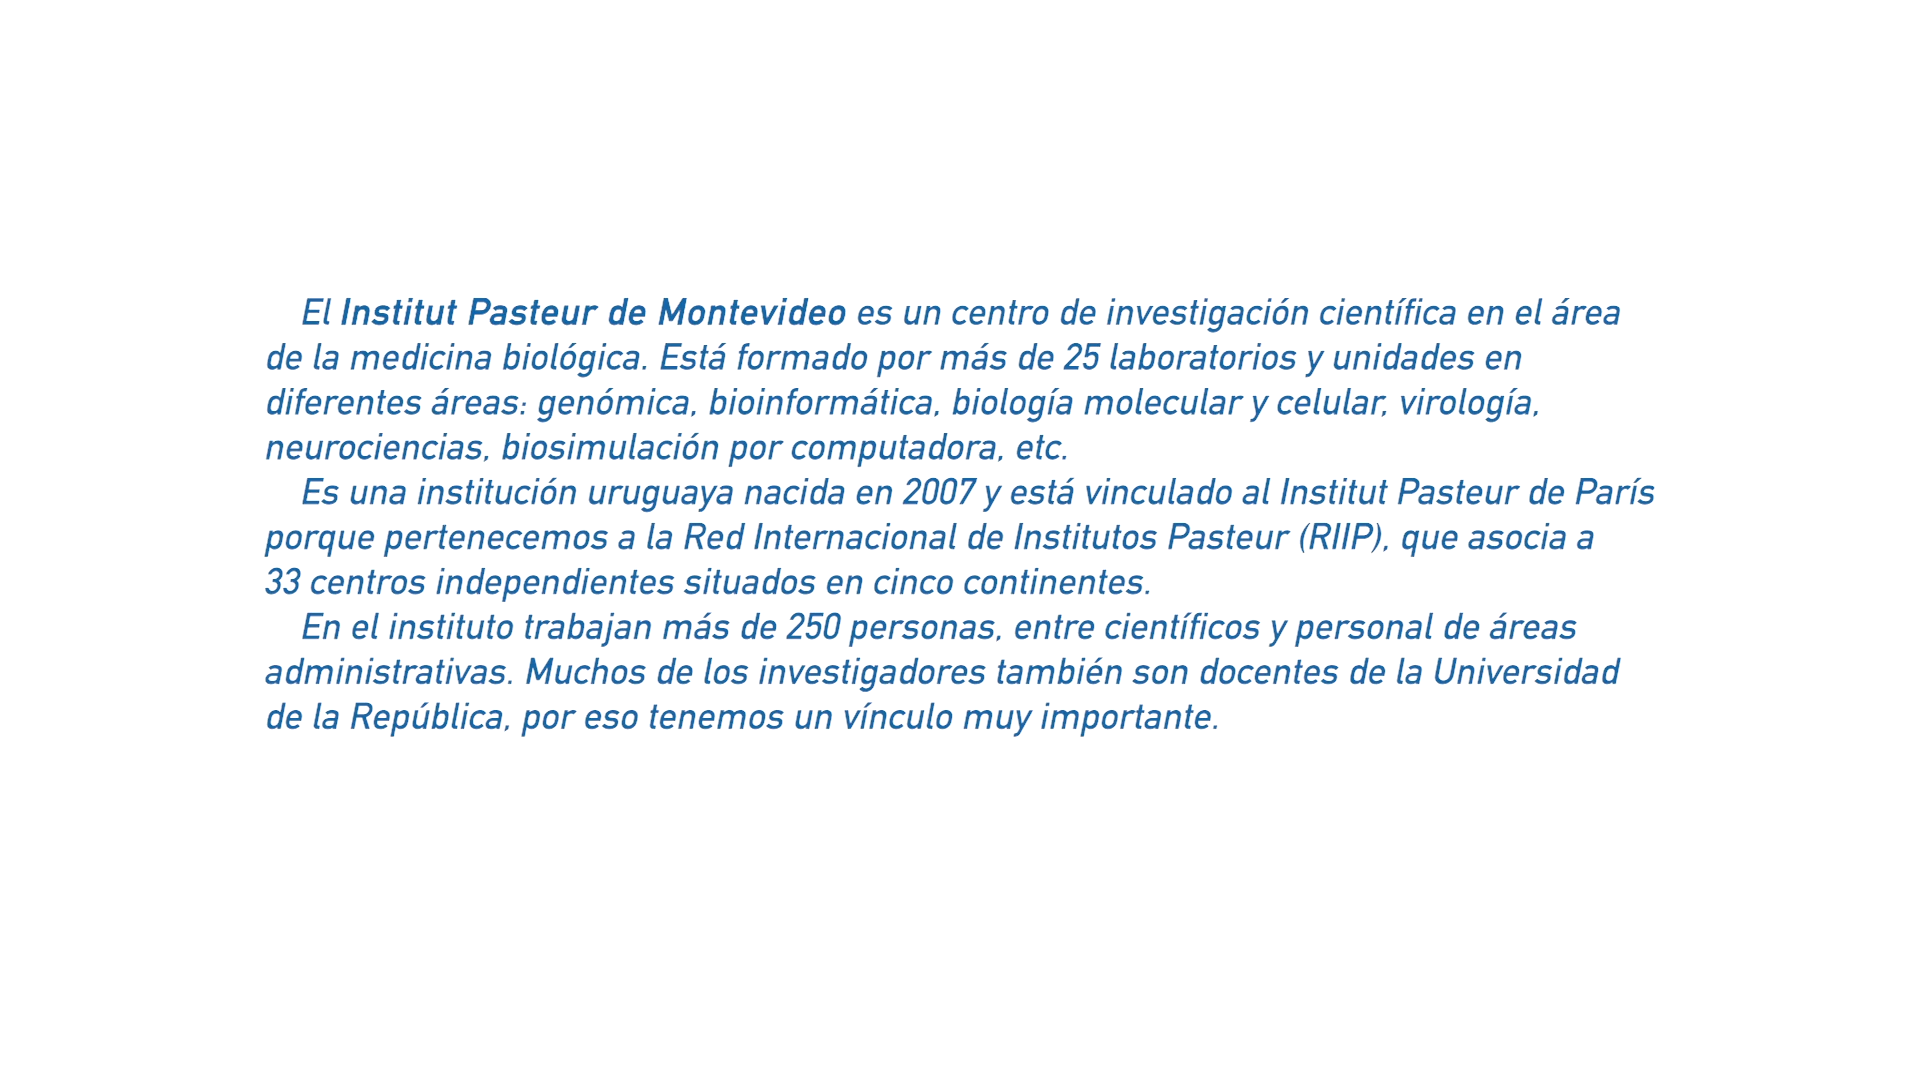 El Institut Pasteur de Montevideo es un centro de investigación científica en el área
de la medicina biológica. Está formado por más de 25 laboratorios y unidades en
diferentes áreas: genómica, bioinformática, biología molecular y celular, virología,
neurociencias, biosimulación por computadora, etc.
Es una institución uruguaya nacida en 2007 y está vinculado al Institut Pasteur de París
porque pertenecemos a la Red Internacional de Institutos Pasteur (RIIP), que asocia a
33 centros independientes situados en cinco continentes.
En el instituto trabajan más de 250 personas, entre científicos y personal de áreas
administrativas. Muchos de los investigadores también son docentes de la Universidad
de la República, por eso tenemos un vínculo muy importante.